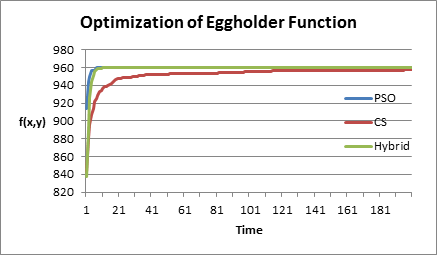 Optimization of Eggholder Function
980
960
940
920
900
880
860
840
820
f(x,y)
1 21 41 61 81 101 121 141 161 181
Time
PSO
CS
Hybrid